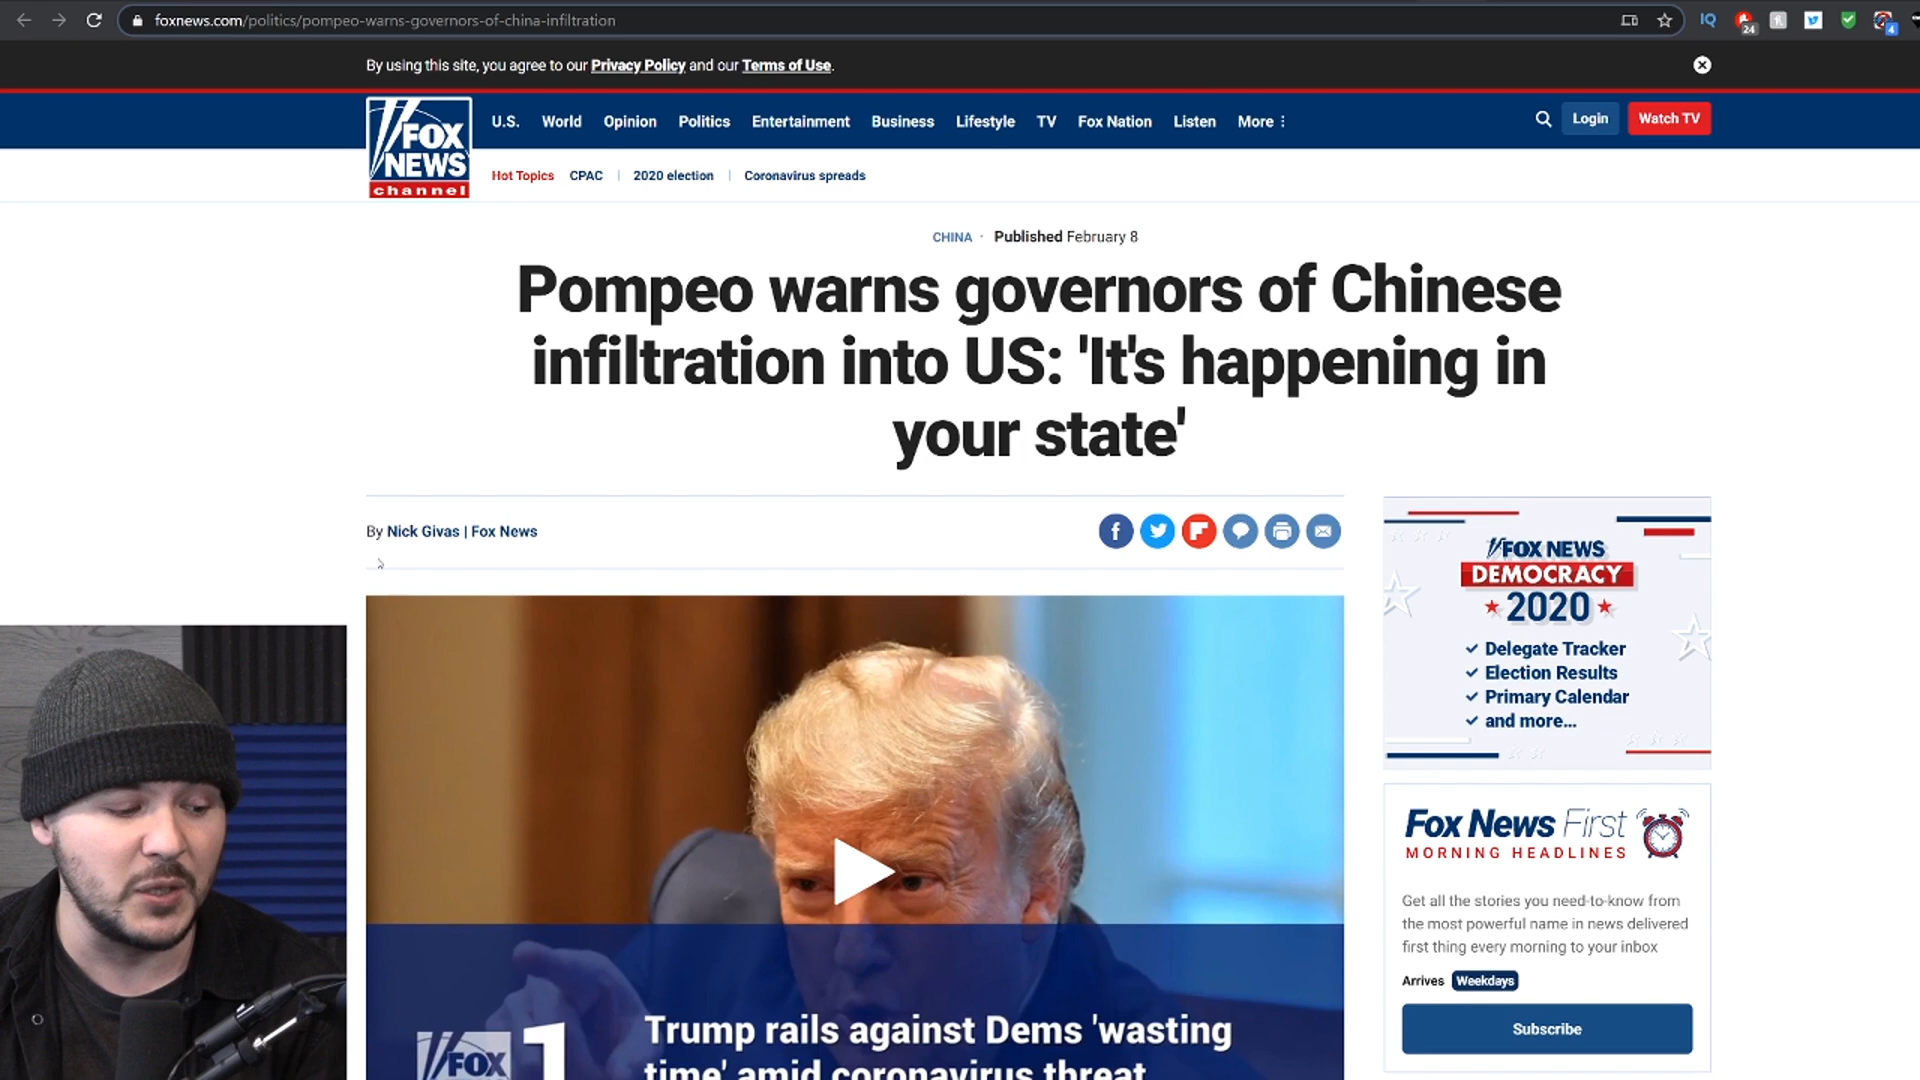 foxnews.com/politics/pompeo-warns-governors-of-china-infiltration
24
4
By using this site, you agree to our Privacy Policy and our Terms of Use.
FOX NEWS channel
U.S. World Opinion Politics Entertainment Business Lifestyle TV Fox Nation Listen More
Login
Watch TV
Hot Topics CPAC | 2020 election | Coronavirus spreads
CHINA · Published February 8
Pompeo warns governors of Chinese
infiltration into US: 'It's happening in
your state'
By Nick Givas | Fox News
FOX NEWS
DEMOCRACY
2020
Delegate Tracker
Election Results
Primary Calendar
and more...
Fox News First
MORNING HEADLINES
Get all the stories you need-to-know from
the most powerful name in news delivered
first thing every morning to your inbox
Arrives Weekdays
Subscribe
FOX 1
Trump rails against Dems 'wasting
time' amid coronavirus threat